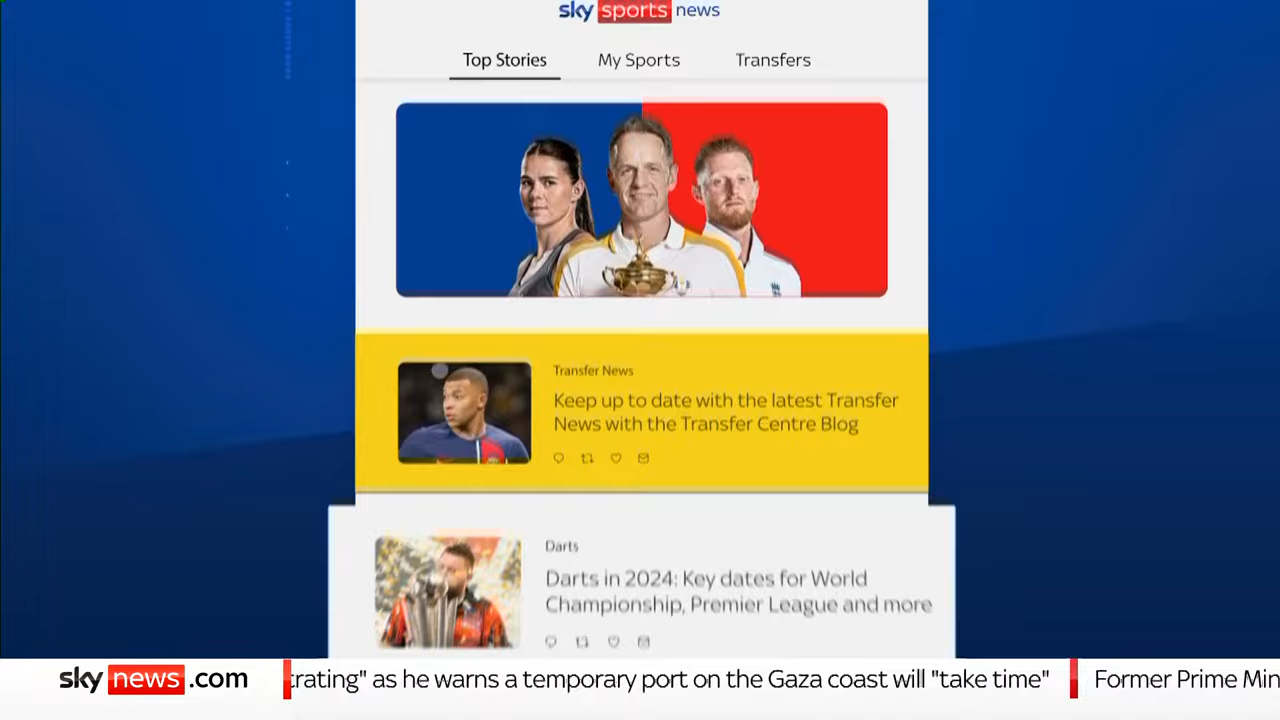 sky sports news
Top Stories My Sports Transfers
Transfer News
Keep up to date with the latest Transfer
News with the Transfer Centre Blog
Darts
Darts in 2024: Key dates for World
Championship, Premier League and more
sky news .com trating" as he warns a temporary port on the Gaza coast will "take time" Former Prime Min